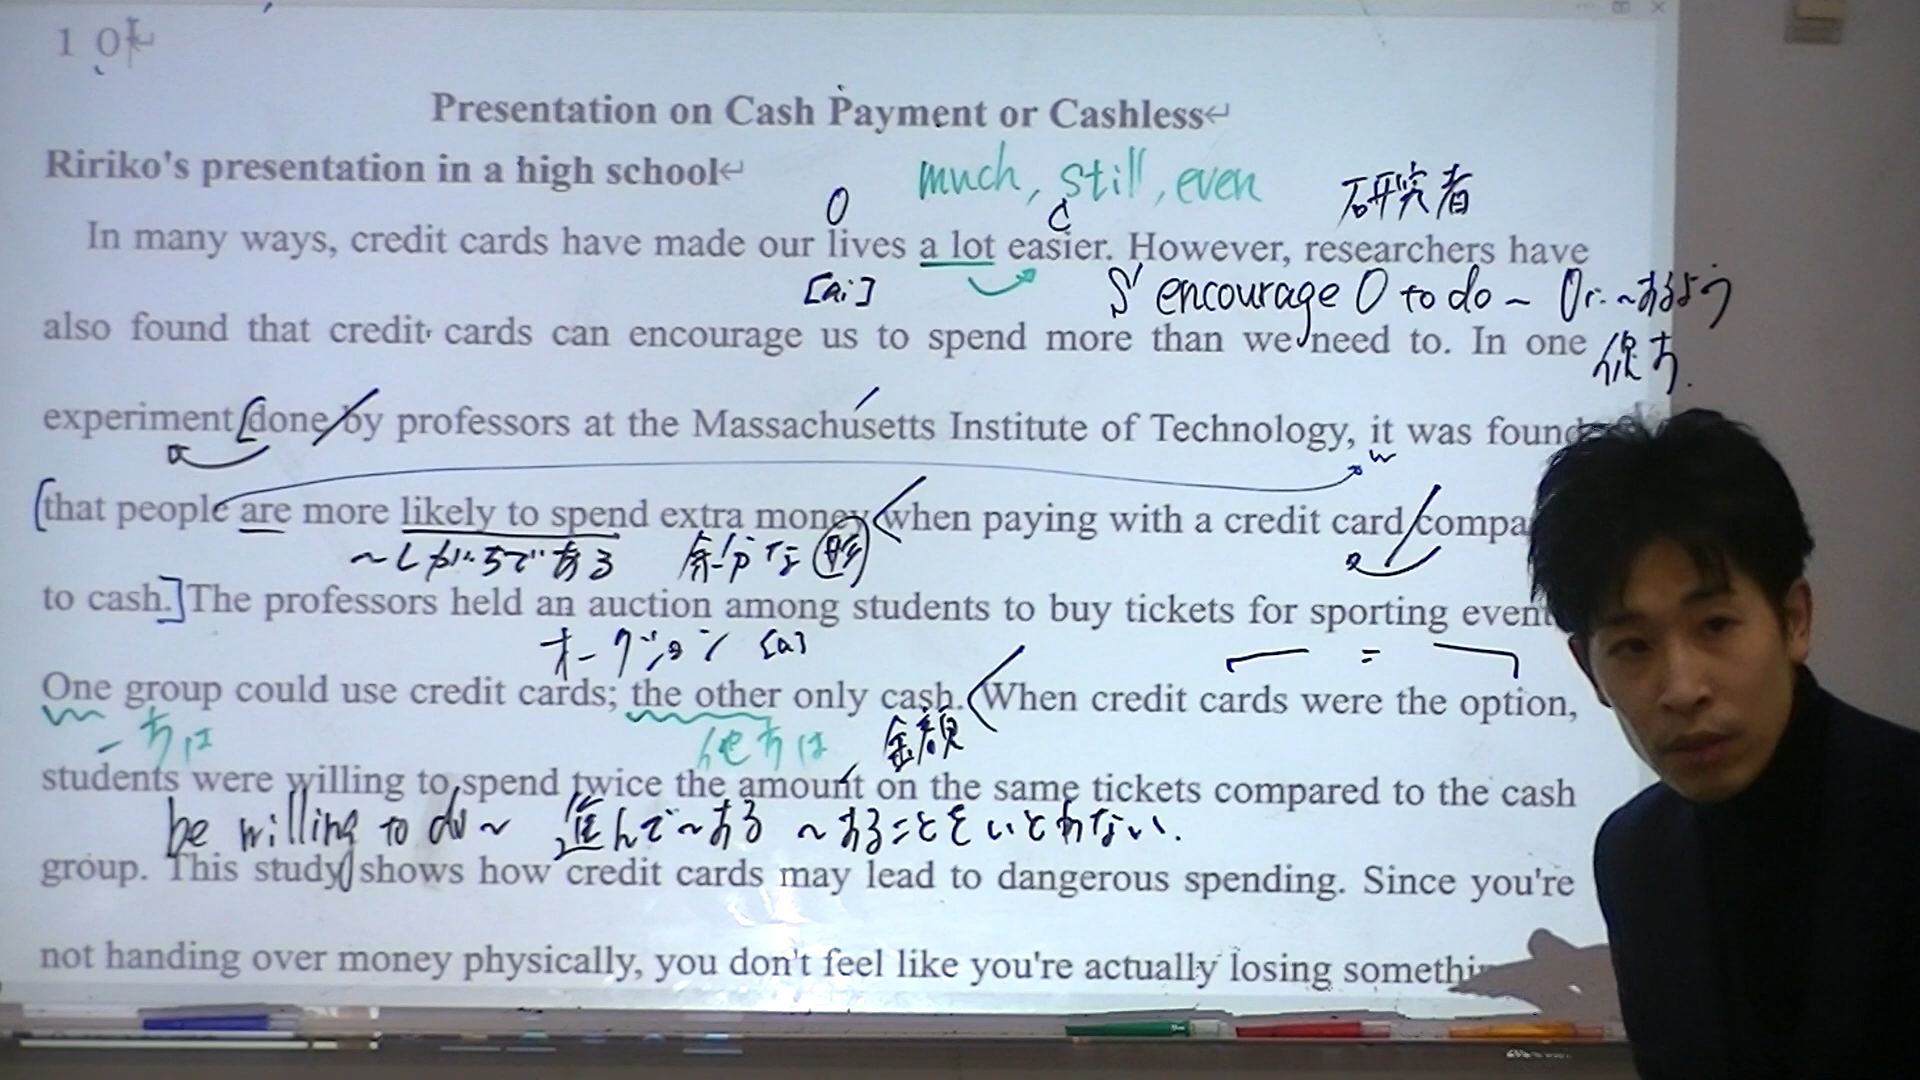 10
Presentation on Cash Payment or Cashless
Ririko's presentation in a high school
much, still, even
研究者
O
C
In many ways, credit cards have made our lives a lot easier. However, researchers have
[ai]
S' encourage O to do ~ Oに~するよう
also found that credit cards can encourage us to spend more than we need to. In one
促す.
experiment done by professors at the Massachusetts Institute of Technology, it was found
that people are more likely to spend extra money when paying with a credit card compa
~しがちである 余分な
to cash. The professors held an auction among students to buy tickets for sporting event
オークション [a]
=
One group could use credit cards; the other only cash. When credit cards were the option,
一方は 他方は 金額
students were willing to spend twice the amount on the same tickets compared to the cash
be willing to do ~ 進んで~する ~することをいとわない.
group. This study shows how credit cards may lead to dangerous spending. Since you're
not handing over money physically, you don't feel like you're actually losing somethi